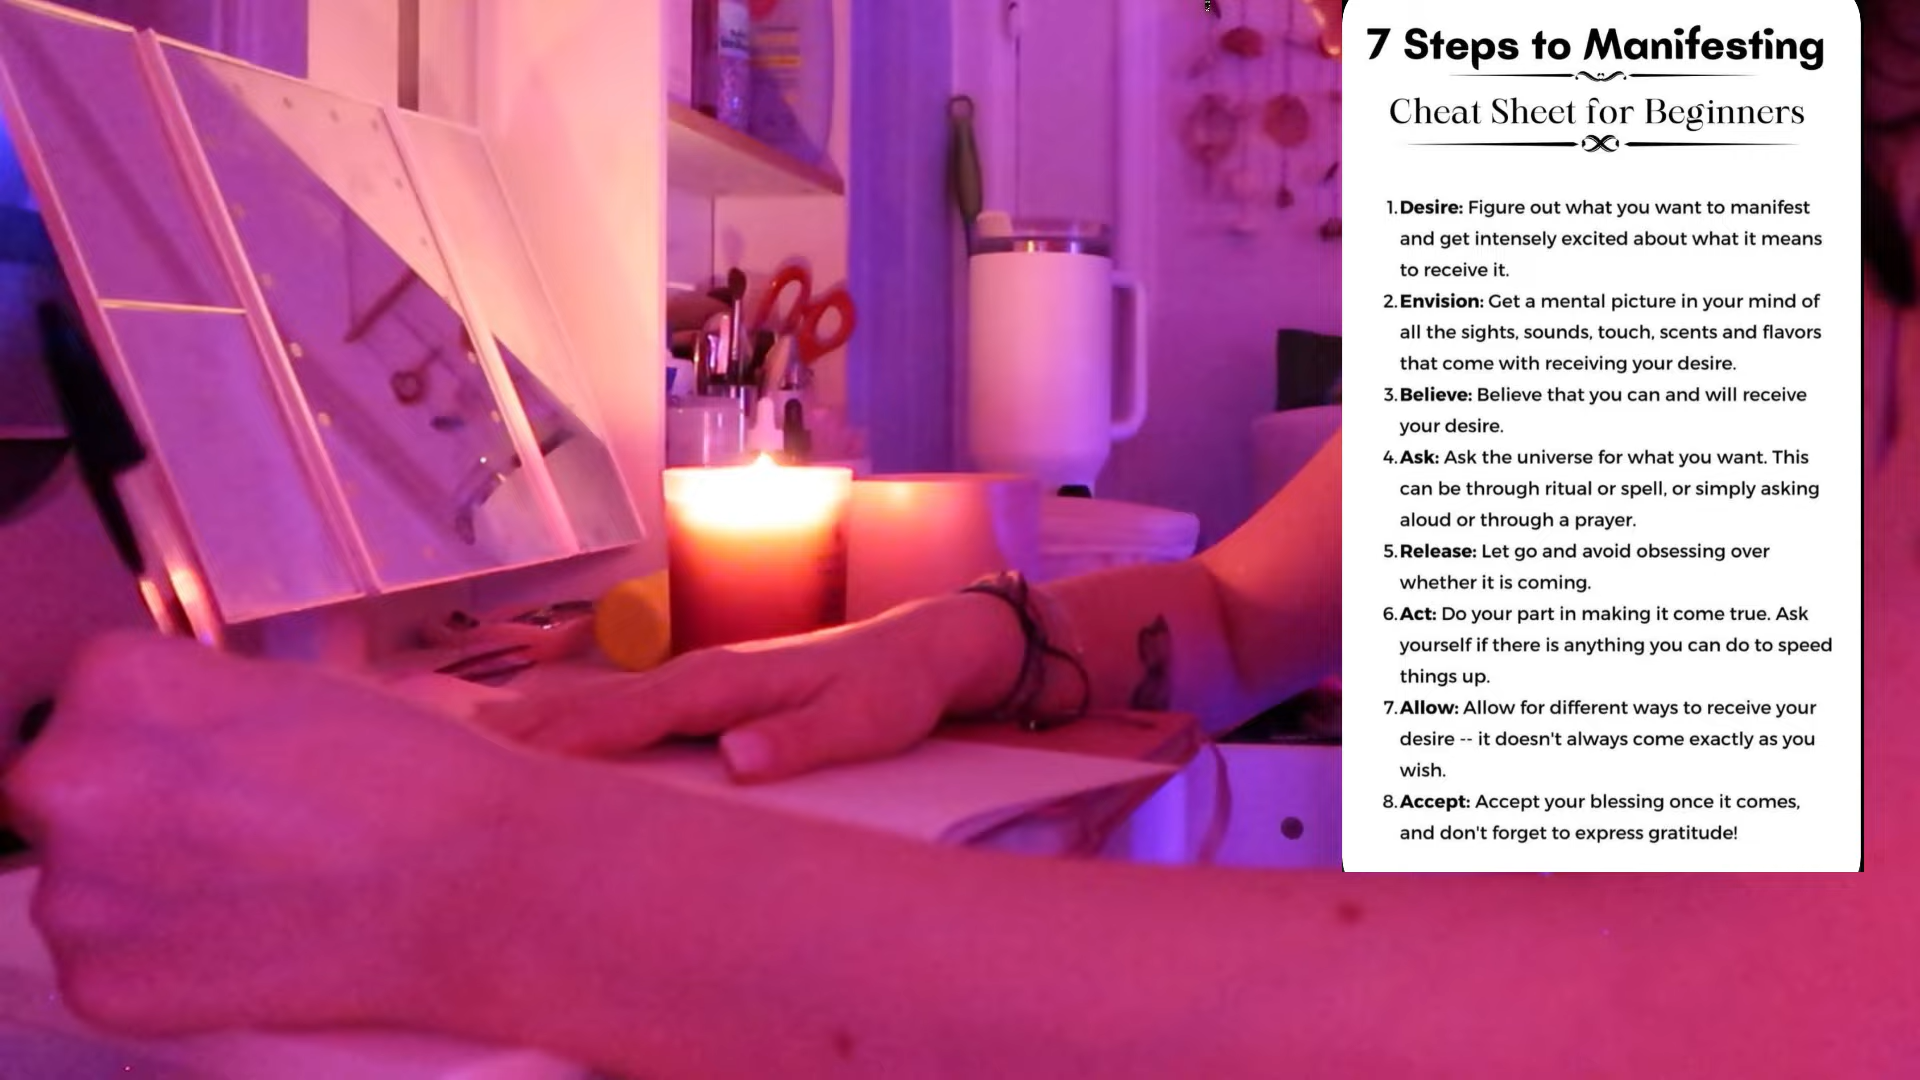 7 Steps to Manifesting
Cheat Sheet for Beginners
1. Desire: Figure out what you want to manifest
and get intensely excited about what it means
to receive it.
2. Envision: Get a mental picture in your mind of
all the sights, sounds, touch, scents and flavors
that come with receiving your desire.
3. Believe: Believe that you can and will receive
your desire.
4. Ask: Ask the universe for what you want. This
can be through ritual or spell, or simply asking
aloud or through a prayer.
5. Release: Let go and avoid obsessing over
whether it is coming.
6. Act: Do your part in making it come true. Ask
yourself if there is anything you can do to speed
things up.
7. Allow: Allow for different ways to receive your
desire -- it doesn't always come exactly as you
wish.
8. Accept: Accept your blessing once it comes,
and don't forget to express gratitude!